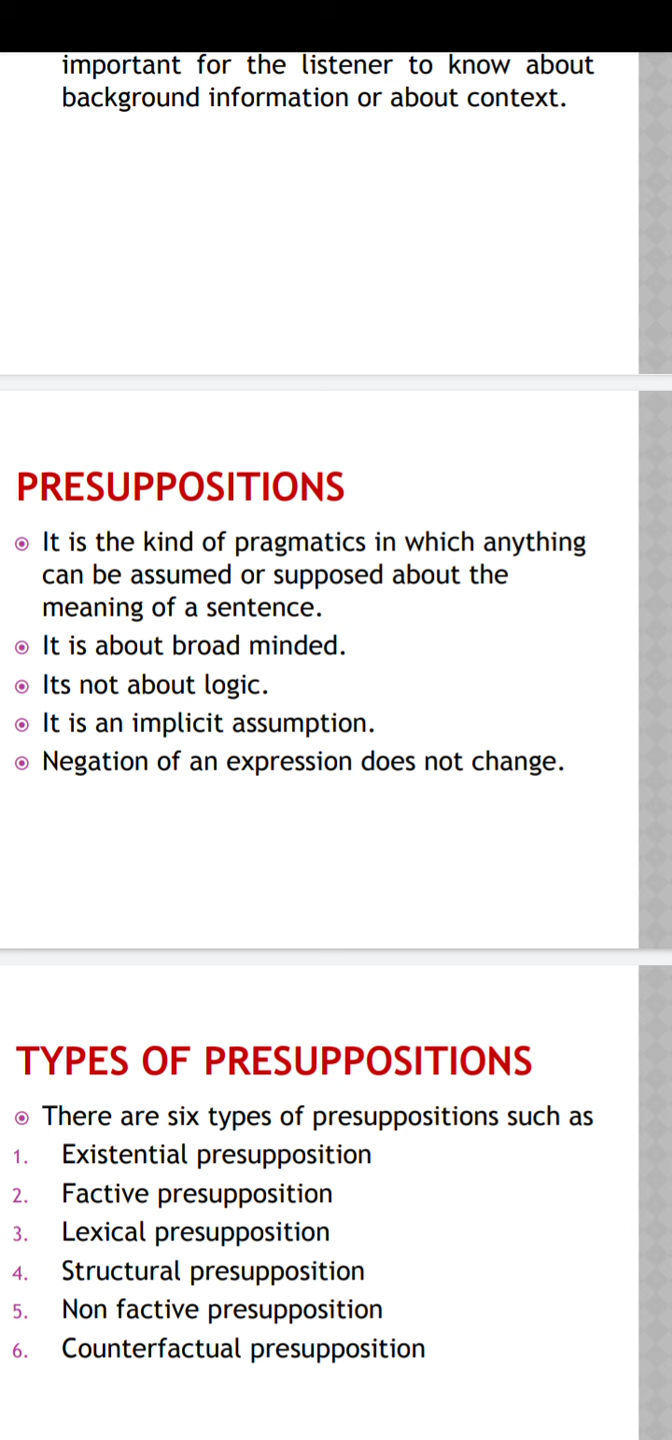 important for the listener to know about
background information or about context.
PRESUPPOSITIONS
It is the kind of pragmatics in which anything
can be assumed or supposed about the
meaning of a sentence.
It is about broad minded.
Its not about logic.
It is an implicit assumption.
Negation of an expression does not change.
TYPES OF PRESUPPOSITIONS
There are six types of presuppositions such as
1. Existential presupposition
2. Factive presupposition
3. Lexical presupposition
4. Structural presupposition
5. Non factive presupposition
6. Counterfactual presupposition